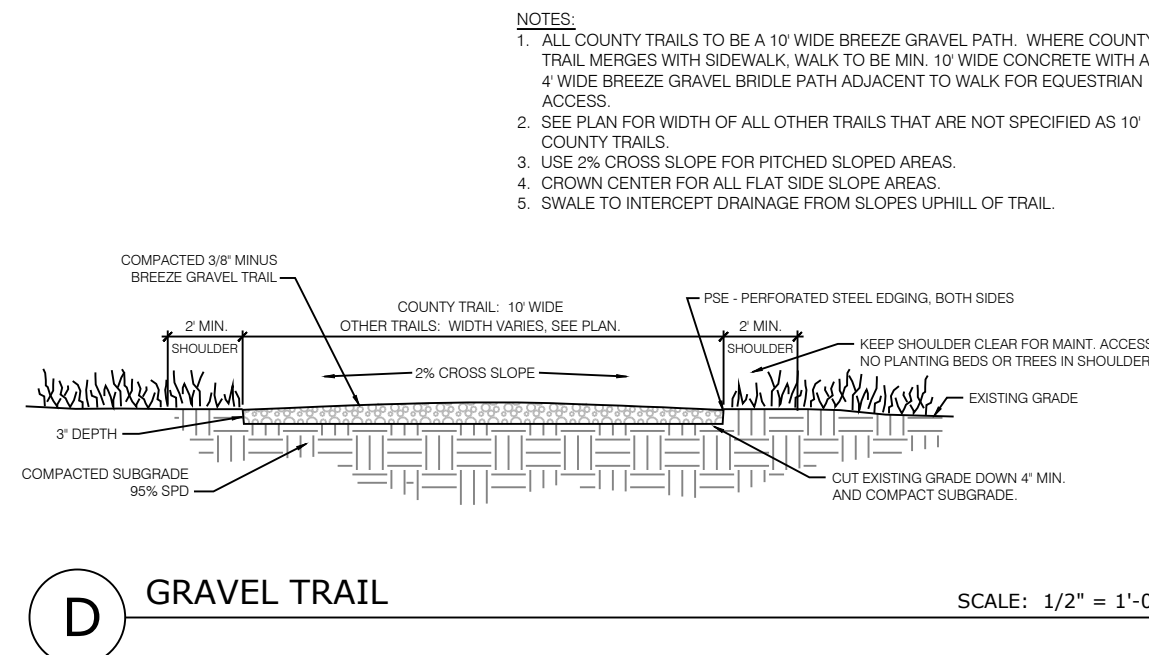 NOTES:
1. ALL COUNTY TRAILS TO BE A 10' WIDE BREEZE GRAVEL PATH. WHERE COUNTY
TRAIL MERGES WITH SIDEWALK, WALK TO BE MIN. 10' WIDE CONCRETE WITH A
4' WIDE BREEZE GRAVEL BRIDLE PATH ADJACENT TO WALK FOR EQUESTRIAN
ACCESS.
2. SEE PLAN FOR WIDTH OF ALL OTHER TRAILS THAT ARE NOT SPECIFIED AS 10'
COUNTY TRAILS.
3. USE 2% CROSS SLOPE FOR PITCHED SLOPED AREAS.
4. CROWN CENTER FOR ALL FLAT SIDE SLOPE AREAS.
5. SWALE TO INTERCEPT DRAINAGE FROM SLOPES UPHILL OF TRAIL.
COMPACTED 3/8" MINUS
BREEZE GRAVEL TRAIL
COUNTY TRAIL: 10' WIDE
OTHER TRAILS: WIDTH VARIES, SEE PLAN.
PSE - PERFORATED STEEL EDGING, BOTH SIDES
2' MIN.
SHOULDER
2' MIN.
SHOULDER
KEEP SHOULDER CLEAR FOR MAINT. ACCESS
NO PLANTING BEDS OR TREES IN SHOULDER
2% CROSS SLOPE
EXISTING GRADE
3" DEPTH
COMPACTED SUBGRADE
95% SPD
CUT EXISTING GRADE DOWN 4" MIN.
AND COMPACT SUBGRADE.
D
GRAVEL TRAIL
SCALE: 1/2" = 1'-0